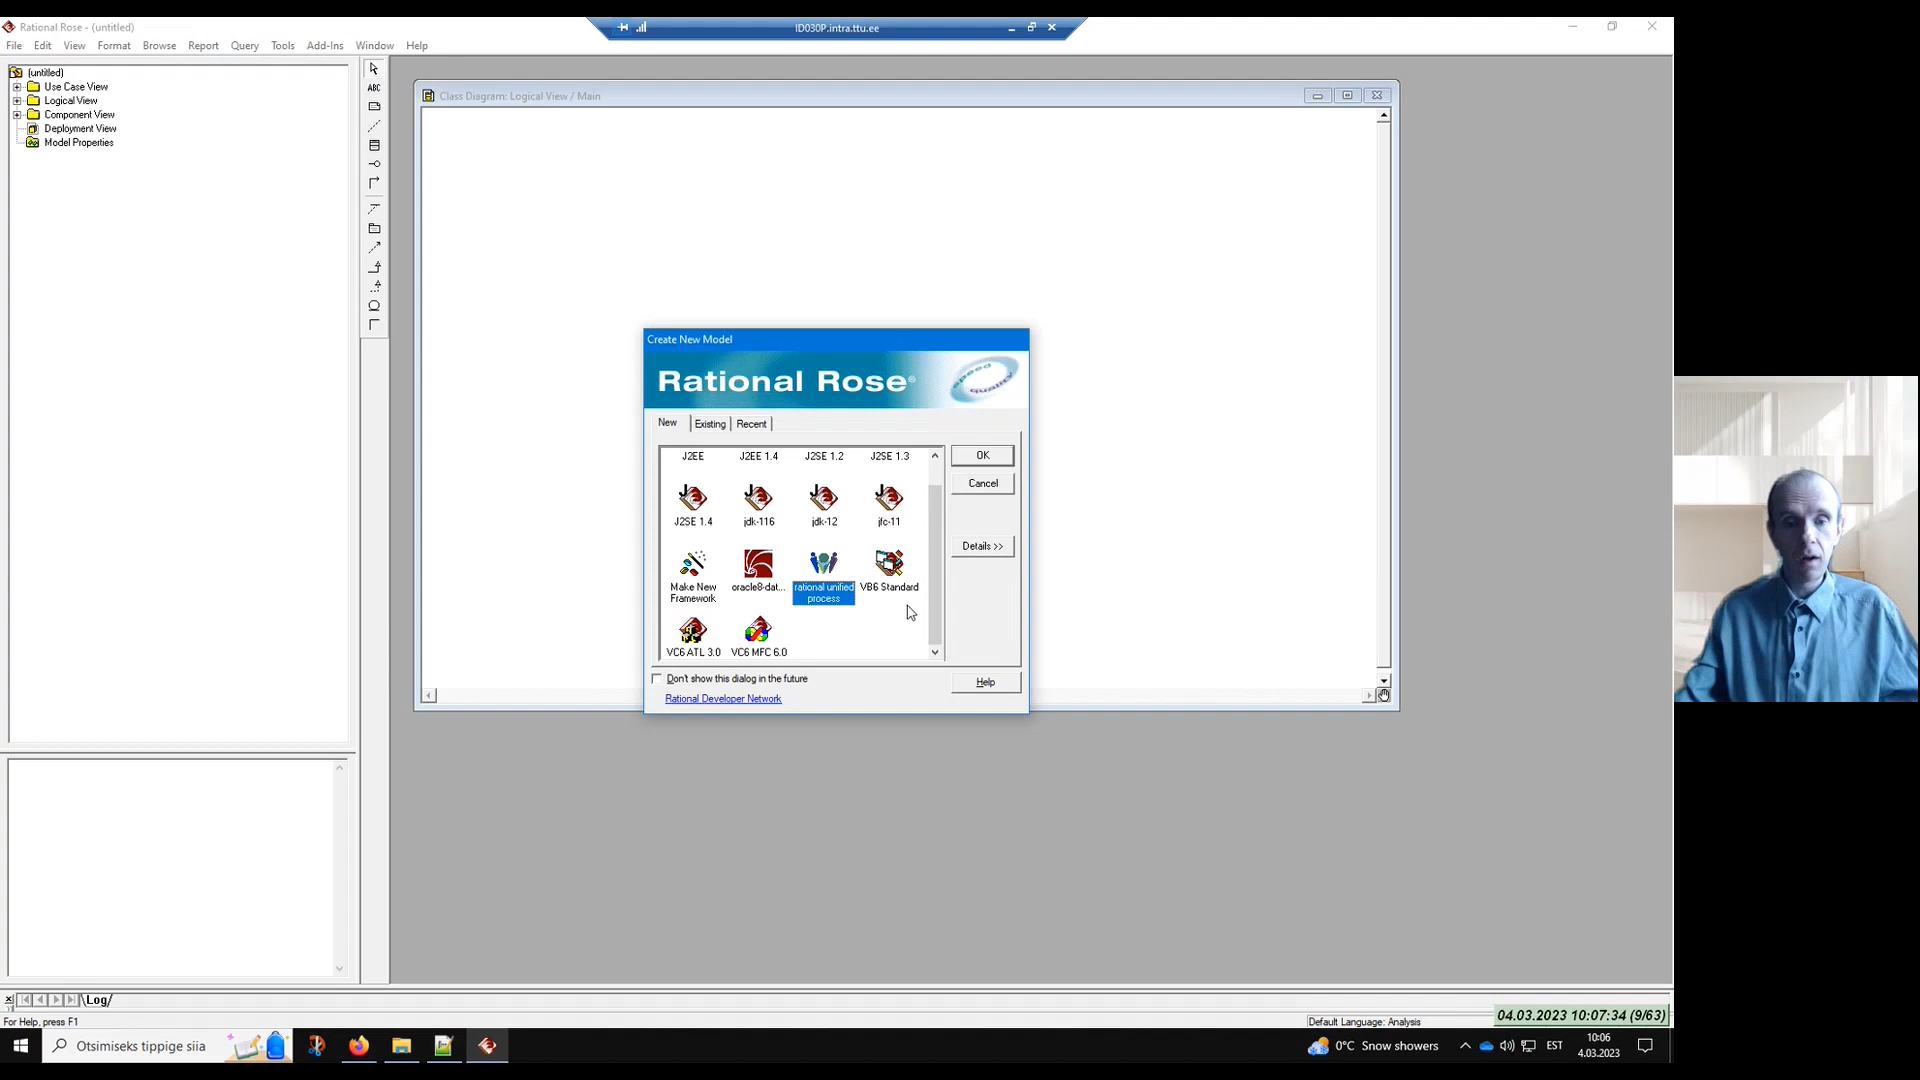 Rational Rose - (untitled)
ID030P.intra.ttu.ee
File Edit View Format Browse Report Query Tools Add-Ins Window Help
(untitled)
Use Case View
Logical View
Component View
Deployment View
Model Properties
ABC
Class Diagram: Logical View / Main
Create New Model
Rational Rose®
speed
quality
New Existing Recent
J2EE J2EE 1.4 J2SE 1.2 J2SE 1.3
OK
Cancel
J2SE 1.4 jdk-116 jdk-12 jfc-11
Details >>
Make New Framework
oracle8-dat...
rational unified process
VB6 Standard
VC6 ATL 3.0 VC6 MFC 6.0
Don't show this dialog in the future
Help
Rational Developer Network
Log
For Help, press F1
Default Language: Analysis
04.03.2023 10:07:34 (9/63)
Otsimiseks tippige siia
0°C Snow showers
EST
10:06
4.03.2023